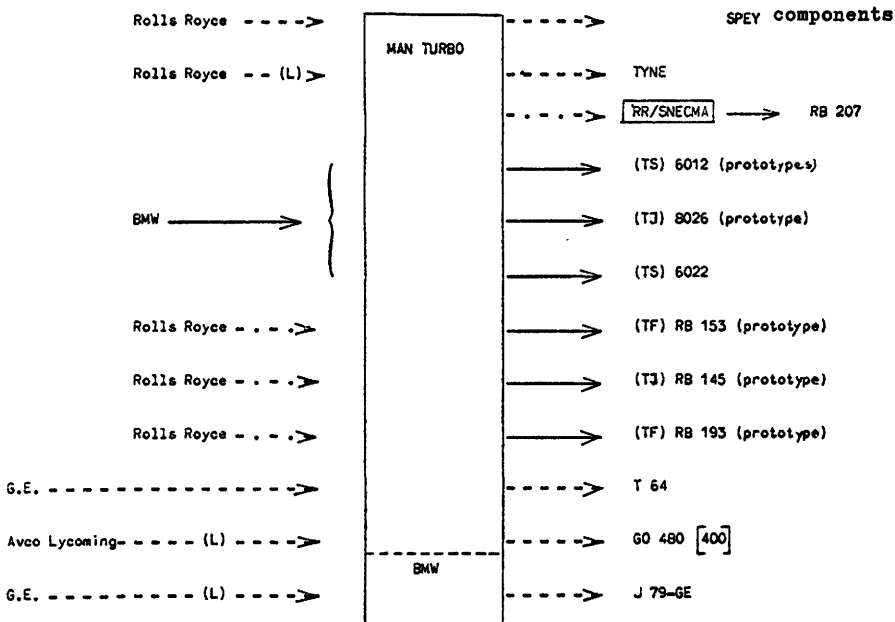 Rolls Royce SPEY components
MAN TURBO
Rolls Royce (L) TYNE
RR/SNECMA RB 207
(TS) 6012 (prototypes)
BMW (TJ) 8026 (prototype)
(TS) 6022
Rolls Royce (TF) RB 153 (prototype)
Rolls Royce (TJ) RB 145 (prototype)
Rolls Royce (TF) RB 193 (prototype)
G.E. T 64
Avco Lycoming (L) GO 480 [400]
BMW
G.E. (L) J 79-GE